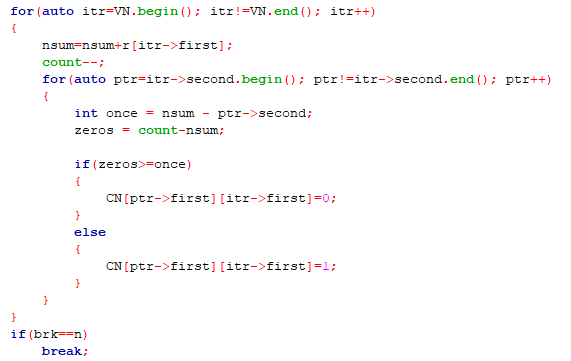 for(auto itr=VN.begin(); itr!=VN.end(); itr++)
{
nsum=nsum+r[itr->first];
count--;
for(auto ptr=itr->second.begin(); ptr!=itr->second.end(); ptr++)
{
int once = nsum - ptr->second;
zeros = count-nsum;
if(zeros>=once)
{
CN[ptr->first][itr->first]=0;
}
else
{
CN[ptr->first][itr->first]=1;
}
}
}
if(brk==n)
break;